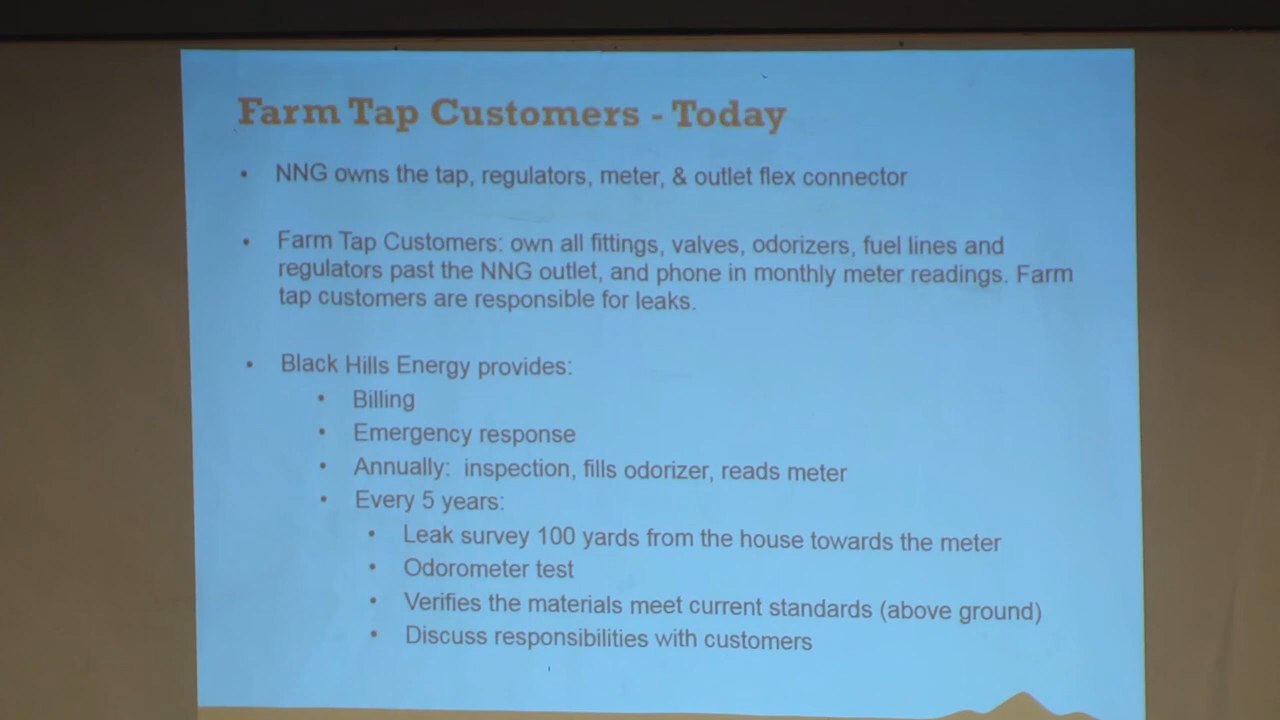 Farm Tap Customers - Today
• NNG owns the tap, regulators, meter, & outlet flex connector
• Farm Tap Customers: own all fittings, valves, odorizers, fuel lines and
regulators past the NNG outlet, and phone in monthly meter readings. Farm
tap customers are responsible for leaks.
• Black Hills Energy provides:
• Billing
• Emergency response
• Annually: inspection, fills odorizer, reads meter
• Every 5 years:
• Leak survey 100 yards from the house towards the meter
• Odorometer test
• Verifies the materials meet current standards (above ground)
• Discuss responsibilities with customers